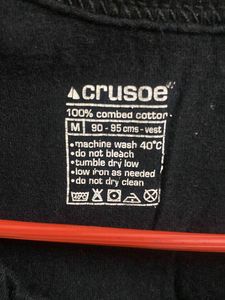 crusoe
100% combed cotton
M 90 - 95 cms - vest
• machine wash 40°C
• do not bleach
• tumble dry low
• low iron as needed
• do not dry clean